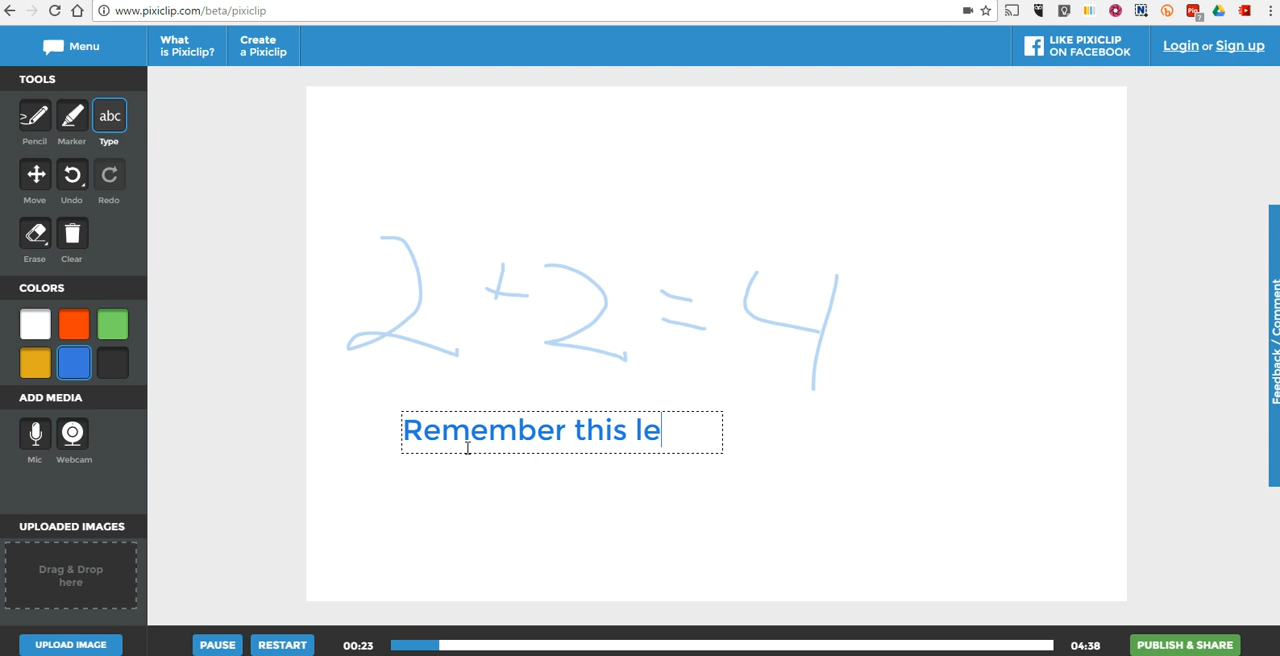 www.pixiclip.com/beta/pixiclip
7
Menu
What
is Pixiclip?
Create
a Pixiclip
LIKE PIXICLIP
ON FACEBOOK
Login or Sign up
TOOLS
abc
Pencil Marker Type
Move Undo Redo
Erase Clear
COLORS
ADD MEDIA
Mic Webcam
UPLOADED IMAGES
Drag & Drop
here
UPLOAD IMAGE
2 + 2 = 4
Remember this le
Feedback / Comment
PAUSE RESTART 00:23 04:38 PUBLISH & SHARE